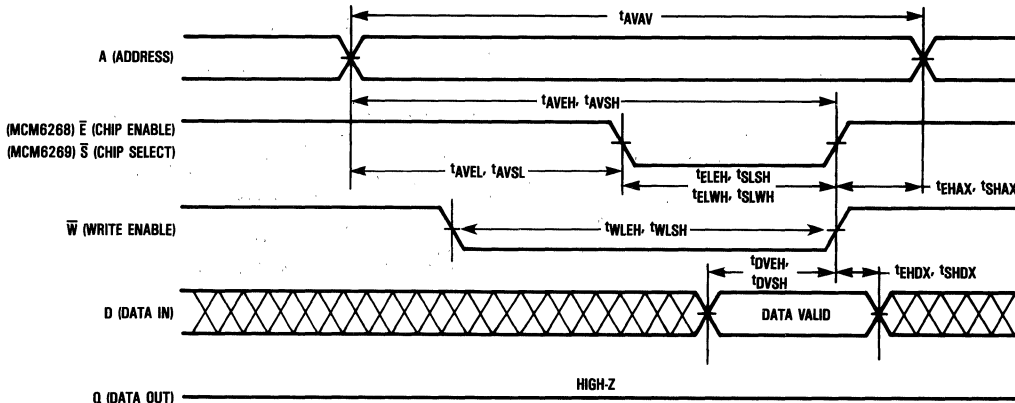 tAVAV
A (ADDRESS)
tAVEH, tAVSH
(MCM6268) E̅ (CHIP ENABLE)
(MCM6269) S̅ (CHIP SELECT)
tAVEL, tAVSL
tELEH, tSLSH
tELWH, tSLWH
tEHAX, tSHAX
W̅ (WRITE ENABLE)
tWLEH, tWLSH
tDVEH,
tDVSH
tEHDX, tSHDX
D (DATA IN)
DATA VALID
HIGH-Z
Q (DATA OUT)